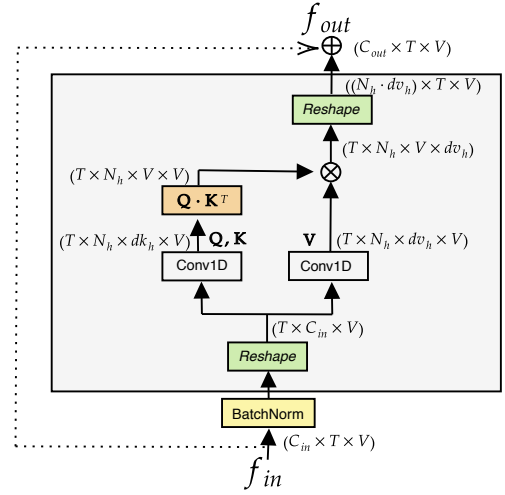 f_out
(C_out × T × V)
((N_h · dv_h) × T × V)
Reshape
(T × N_h × V × dv_h)
(T × N_h × V × V)
⊗
Q · K^T
(T × N_h × dk_h × V) Q, K V (T × N_h × dv_h × V)
Conv1D Conv1D
(T × C_in × V)
Reshape
BatchNorm
(C_in × T × V)
f_in